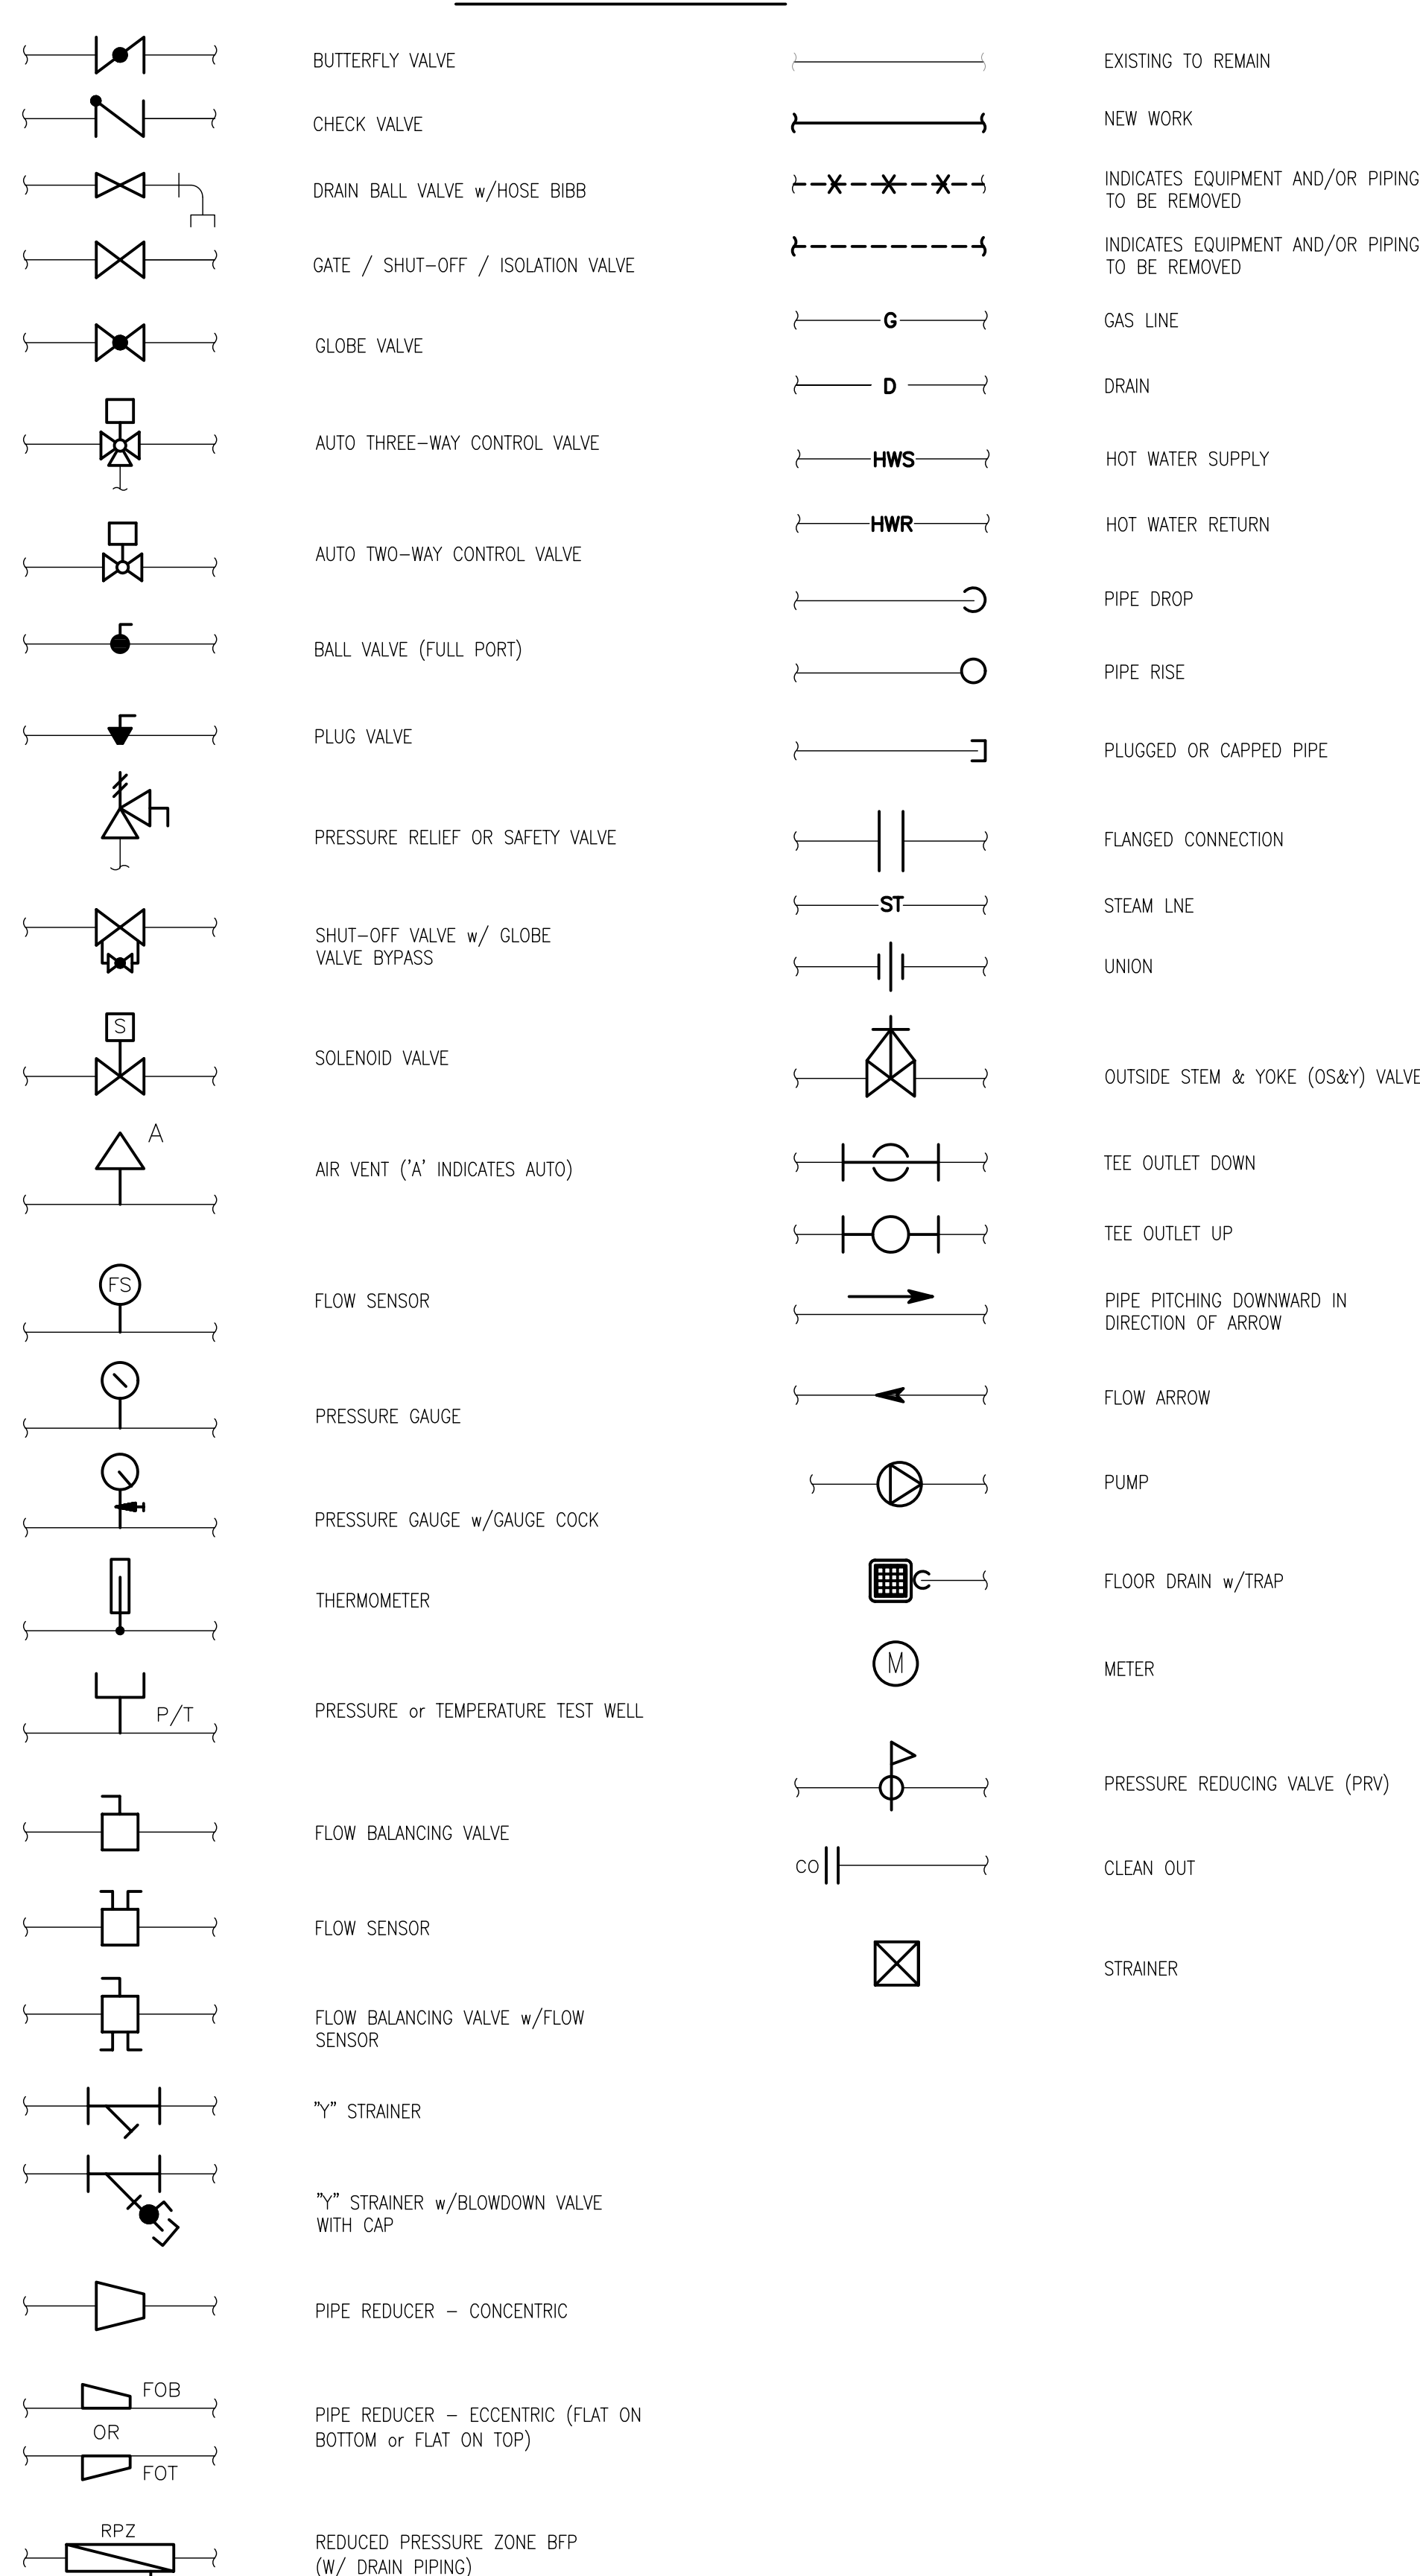 BUTTERFLY VALVE
CHECK VALVE
DRAIN BALL VALVE w/HOSE BIBB
GATE / SHUT-OFF / ISOLATION VALVE
GLOBE VALVE
AUTO THREE-WAY CONTROL VALVE
AUTO TWO-WAY CONTROL VALVE
BALL VALVE (FULL PORT)
PLUG VALVE
PRESSURE RELIEF OR SAFETY VALVE
SHUT-OFF VALVE w/ GLOBE
VALVE BYPASS
S
SOLENOID VALVE
A
AIR VENT ('A' INDICATES AUTO)
FS
FLOW SENSOR
PRESSURE GAUGE
PRESSURE GAUGE w/GAUGE COCK
THERMOMETER
P/T
PRESSURE or TEMPERATURE TEST WELL
FLOW BALANCING VALVE
FLOW SENSOR
FLOW BALANCING VALVE w/FLOW
SENSOR
"Y" STRAINER
"Y" STRAINER w/BLOWDOWN VALVE
WITH CAP
PIPE REDUCER - CONCENTRIC
FOB
OR
FOT
PIPE REDUCER - ECCENTRIC (FLAT ON
BOTTOM or FLAT ON TOP)
RPZ
REDUCED PRESSURE ZONE BFP
(W/ DRAIN PIPING)
EXISTING TO REMAIN
NEW WORK
INDICATES EQUIPMENT AND/OR PIPING
TO BE REMOVED
INDICATES EQUIPMENT AND/OR PIPING
TO BE REMOVED
G
GAS LINE
D
DRAIN
HWS
HOT WATER SUPPLY
HWR
HOT WATER RETURN
PIPE DROP
PIPE RISE
PLUGGED OR CAPPED PIPE
FLANGED CONNECTION
ST
STEAM LNE
UNION
OUTSIDE STEM & YOKE (OS&Y) VALVE
TEE OUTLET DOWN
TEE OUTLET UP
PIPE PITCHING DOWNWARD IN
DIRECTION OF ARROW
FLOW ARROW
PUMP
FLOOR DRAIN w/TRAP
M
METER
PRESSURE REDUCING VALVE (PRV)
CO
CLEAN OUT
STRAINER